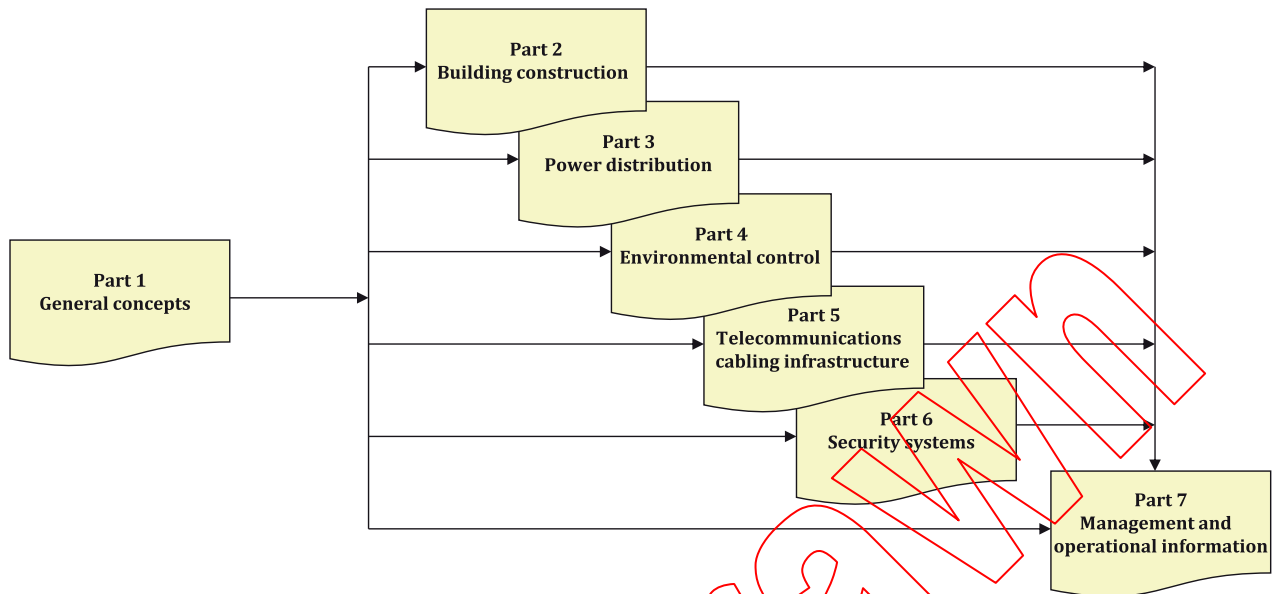 Part 2
Building construction
Part 3
Power distribution
Part 4
Environmental control
Part 1
General concepts
Part 5
Telecommunications
cabling infrastructure
Part 6
Security systems
Part 7
Management and
operational information